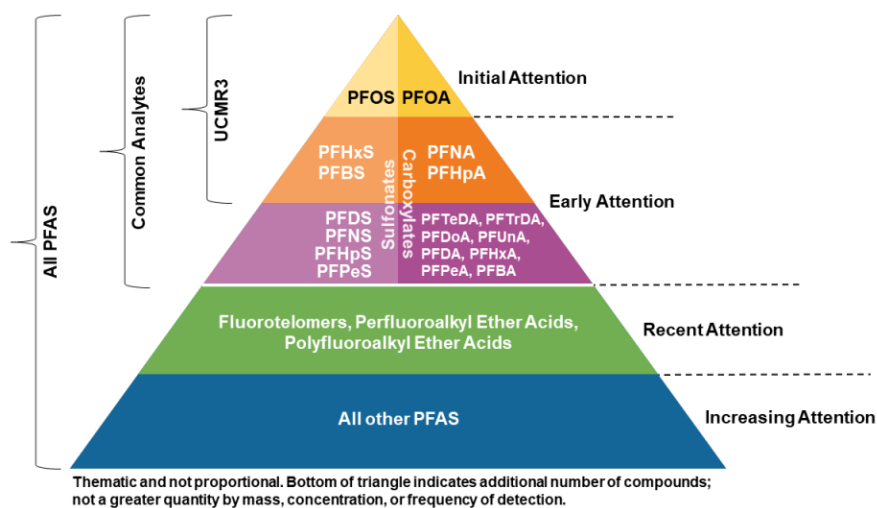 All PFAS
Common Analytes
UCMR3
PFOS
PFOA
Initial Attention
PFHxS
PFBS
Sulfonates
Carboxylates
PFNA
PFHpA
Early Attention
PFDS
PFNS
PFHpS
PFPeS
PFTeDA, PFTrDA,
PFDoA, PFUnA,
PFDA, PFHxA,
PFPeA, PFBA
Fluorotelomers, Perfluoroalkyl Ether Acids,
Polyfluoroalkyl Ether Acids
Recent Attention
All other PFAS
Increasing Attention
Thematic and not proportional. Bottom of triangle indicates additional number of compounds;
not a greater quantity by mass, concentration, or frequency of detection.